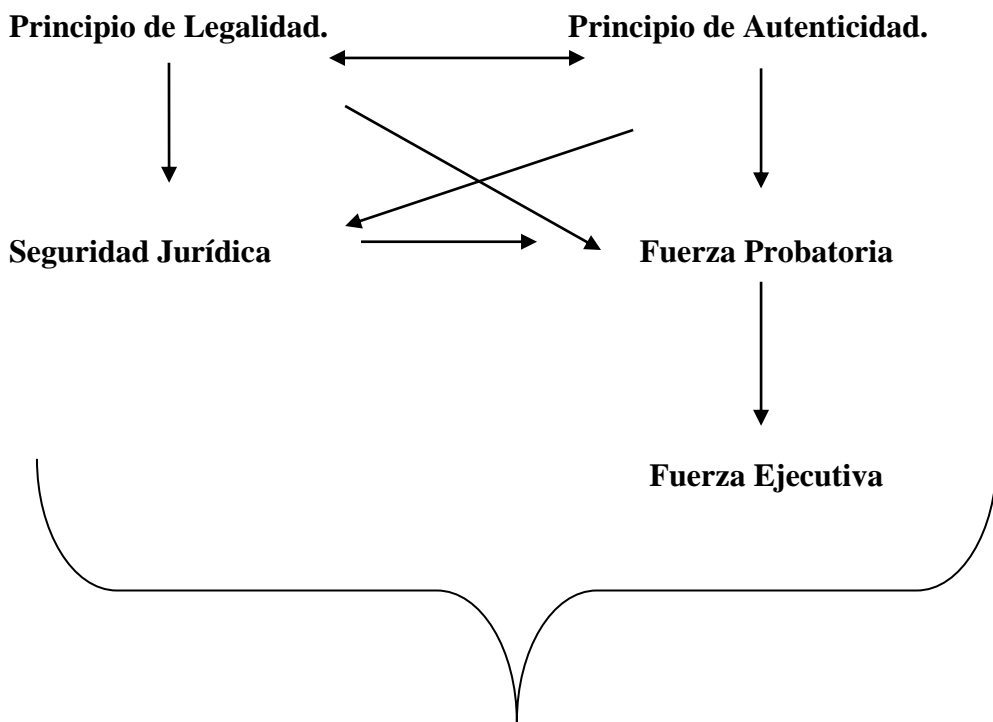 Principio de Legalidad. Principio de Autenticidad.
Seguridad Jurídica Fuerza Probatoria
Fuerza Ejecutiva